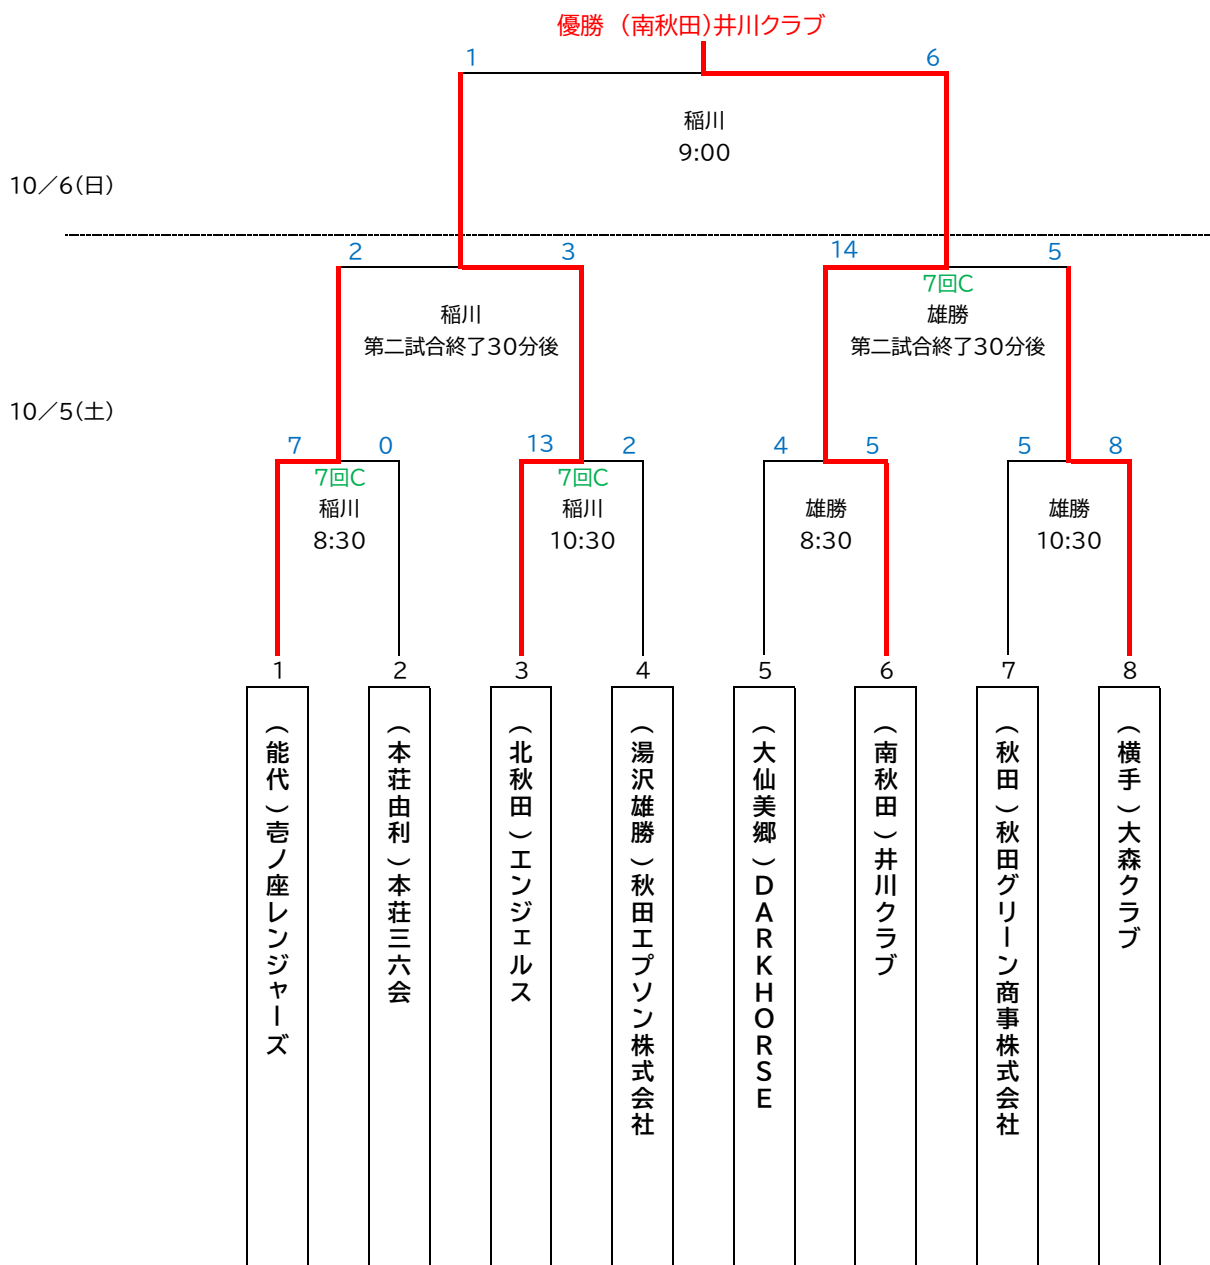 優勝 （南秋田）井川クラブ
1 6
稲川
9:00
10／6（日）
2 3 14 5
7回C
稲川 雄勝
第二試合終了30分後 第二試合終了30分後
10／5（土）
7 0 13 2 4 5 5 8
7回C 7回C
稲川 稲川 雄勝 雄勝
8:30 10:30 8:30 10:30
1 2 3 4 5 6 7 8
（能代）壱ノ座レンジャーズ
（本荘由利）本荘三六会
（北秋田）エンジェルス
（湯沢雄勝）秋田エプソン株式会社
（大仙美郷）ＤＡＲＫＨＯＲＳＥ
（南秋田）井川クラブ
（秋田）秋田グリーン商事株式会社
（横手）大森クラブ